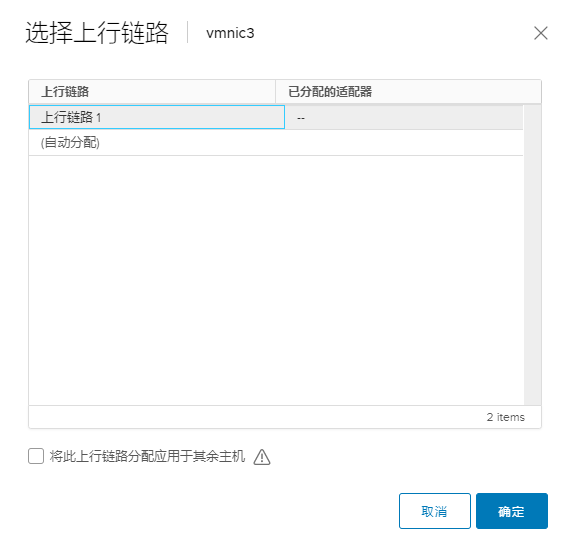 选择上行链路 vmnic3
上行链路 已分配的适配器
上行链路 1 --
(自动分配)
2 items
将此上行链路分配应用于其余主机
取消 确定